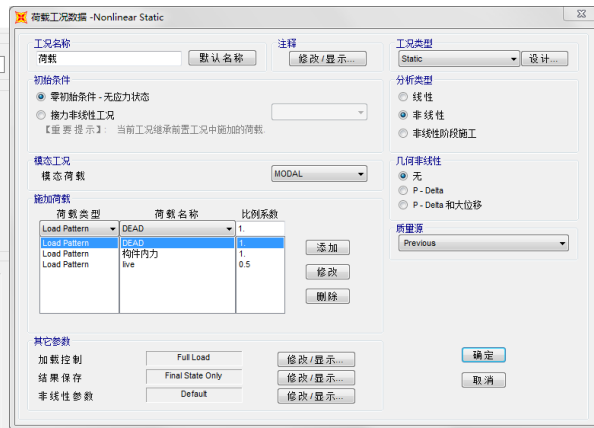 荷载工况数据 -Nonlinear Static
工况名称
荷载
默认名称
注释
修改/显示...
工况类型
Static
设计...
初始条件
零初始条件 - 无应力状态
接力非线性工况
【重要提示】: 当前工况继承前置工况中施加的荷载.
分析类型
线性
非线性
非线性阶段施工
模态工况
模态荷载
MODAL
几何非线性
无
P - Delta
P - Delta 和大位移
施加荷载
荷载类型 荷载名称 比例系数
Load Pattern DEAD 1.
Load Pattern DEAD 1.
Load Pattern 构件内力 1.
Load Pattern live 0.5
添加
修改
删除
质量源
Previous
其它参数
加载控制 Full Load 修改/显示...
结果保存 Final State Only 修改/显示...
非线性参数 Default 修改/显示...
确定
取消